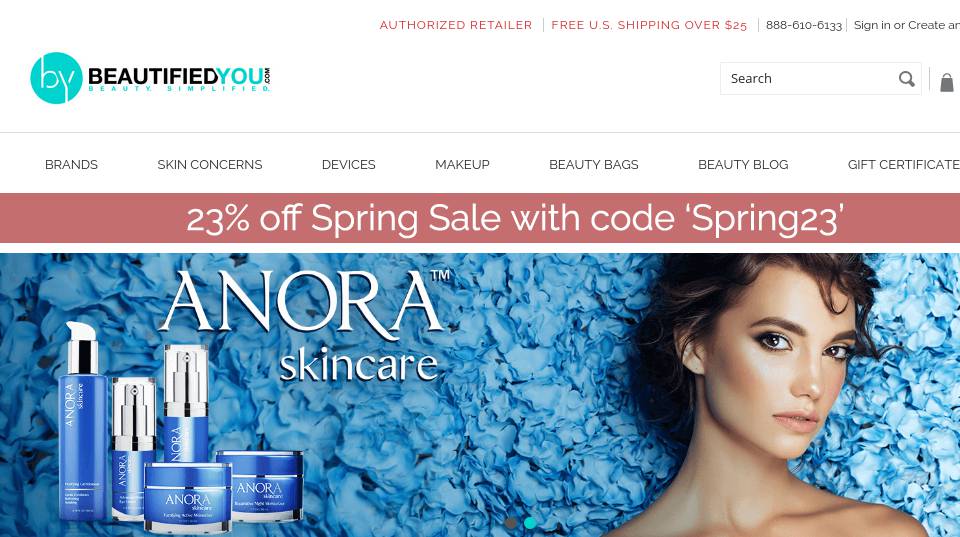 AUTHORIZED RETAILER
FREE U.S. SHIPPING OVER $25
888-610-6133
Sign in or Create an
by
BEAUTIFIEDYOU.COM
BEAUTY. SIMPLIFIED.
Search
BRANDS
SKIN CONCERNS
DEVICES
MAKEUP
BEAUTY BAGS
BEAUTY BLOG
GIFT CERTIFICATE
23% off Spring Sale with code ‘Spring23’
ANORA™
skincare
ANORA
skincare
ANORA
ANORA
ANORA
skincare
ANORA
skincare